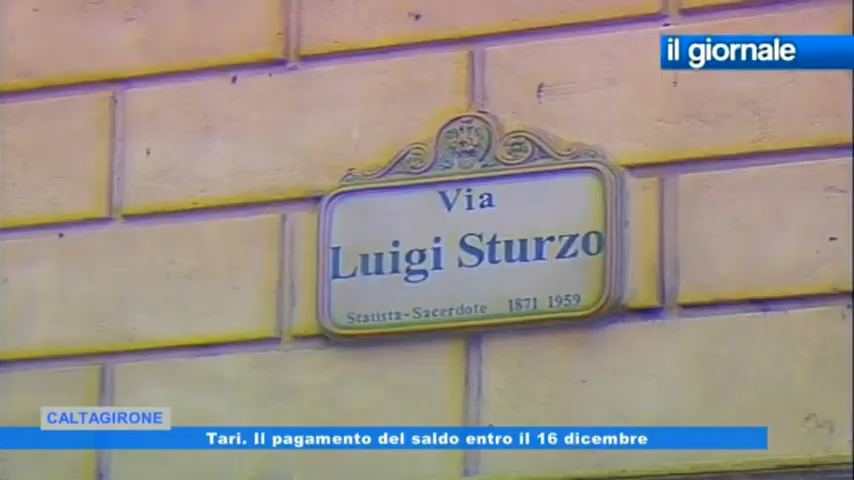 il giornale
Via
Luigi Sturzo
Statista-Sacerdote 1871 1959
CALTAGIRONE
Tari. Il pagamento del saldo entro il 16 dicembre